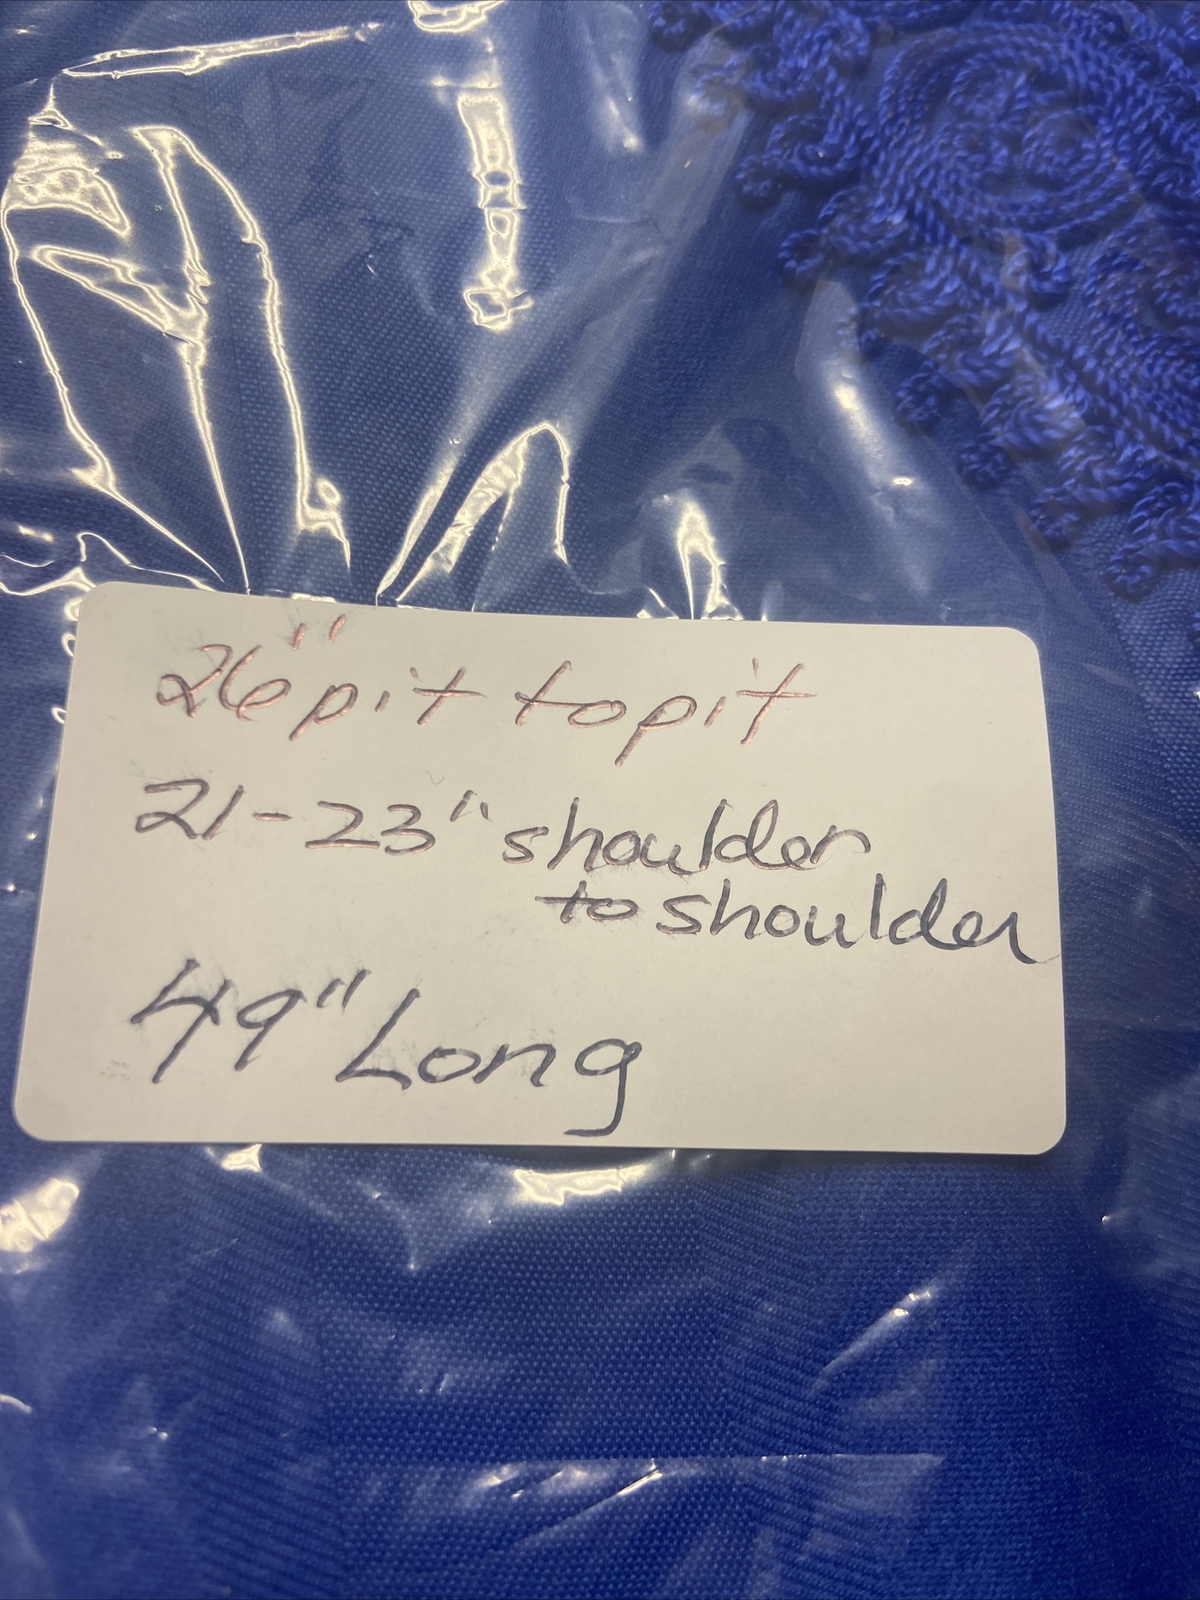 26" pit to pit
21-23" shoulder
to shoulder
49" Long